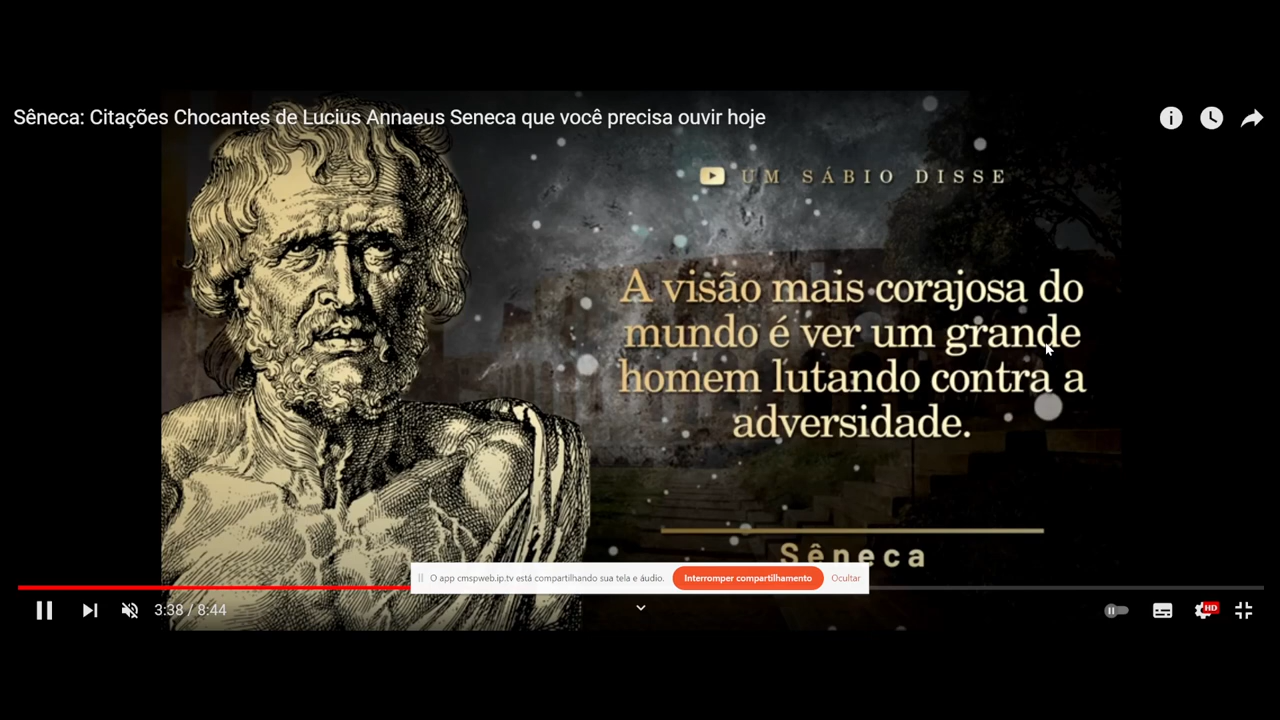 Sêneca: Citações Chocantes de Lucius Annaeus Seneca que você precisa ouvir hoje
UM SÁBIO DISSE
A visão mais corajosa do
mundo é ver um grande
homem lutando contra a
adversidade.
Sêneca
O app cmspweb.ip.tv está compartilhando sua tela e áudio. Interromper compartilhamento Ocultar
3:38 / 8:44
HD